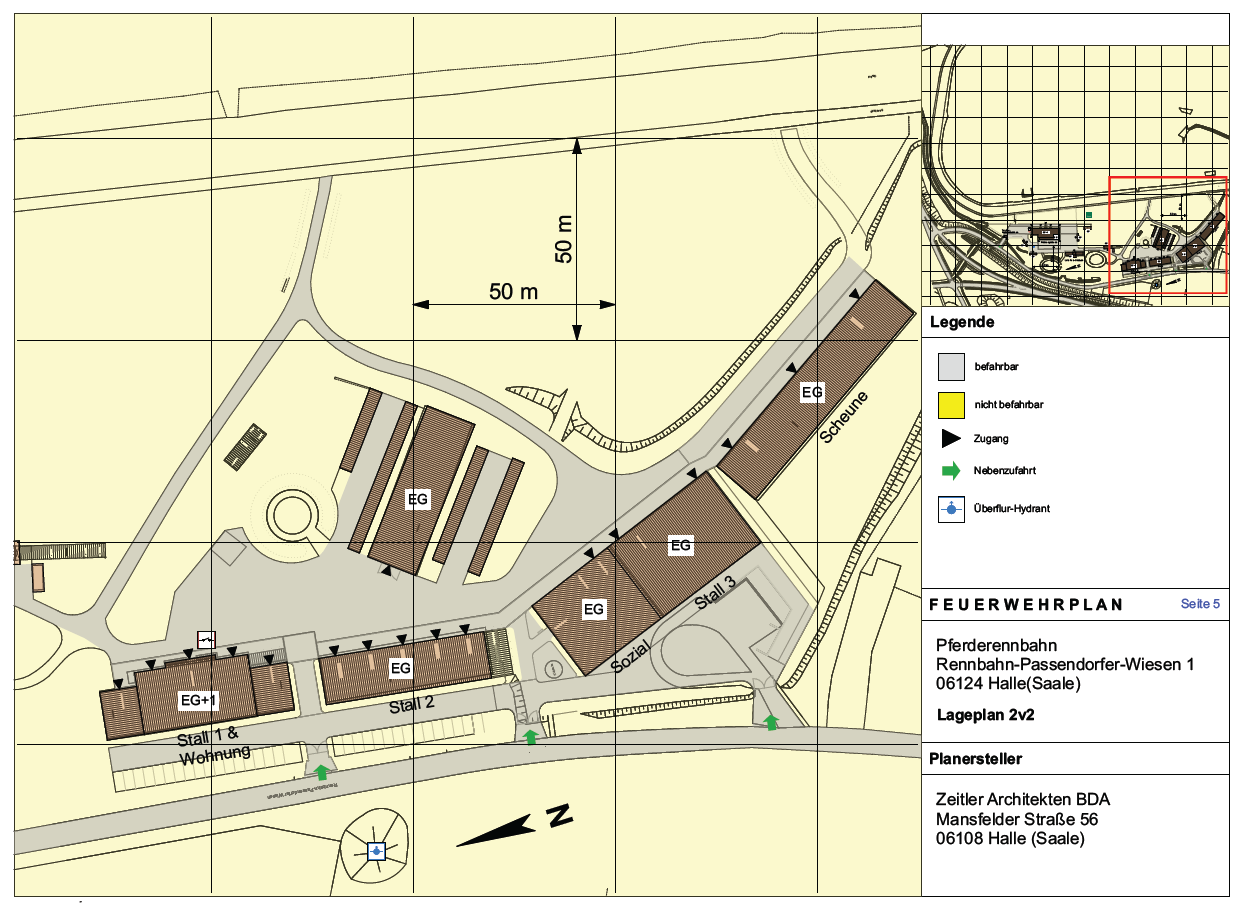 50 m
50 m
EG
Scheune
EG
EG
EG
Stall 3
Sozial
EG
Stall 2
EG+1
Stall 1 &
Wohnung
N
Legende
befahrbar
nicht befahrbar
Zugang
Nebenzufahrt
Überflur-Hydrant
FEUERWEHRPLAN
Seite 5
Pferderennbahn
Rennbahn-Passendorfer-Wiesen 1
06124 Halle(Saale)
Lageplan 2v2
Planersteller
Zeitler Architekten BDA
Mansfelder Straße 56
06108 Halle (Saale)